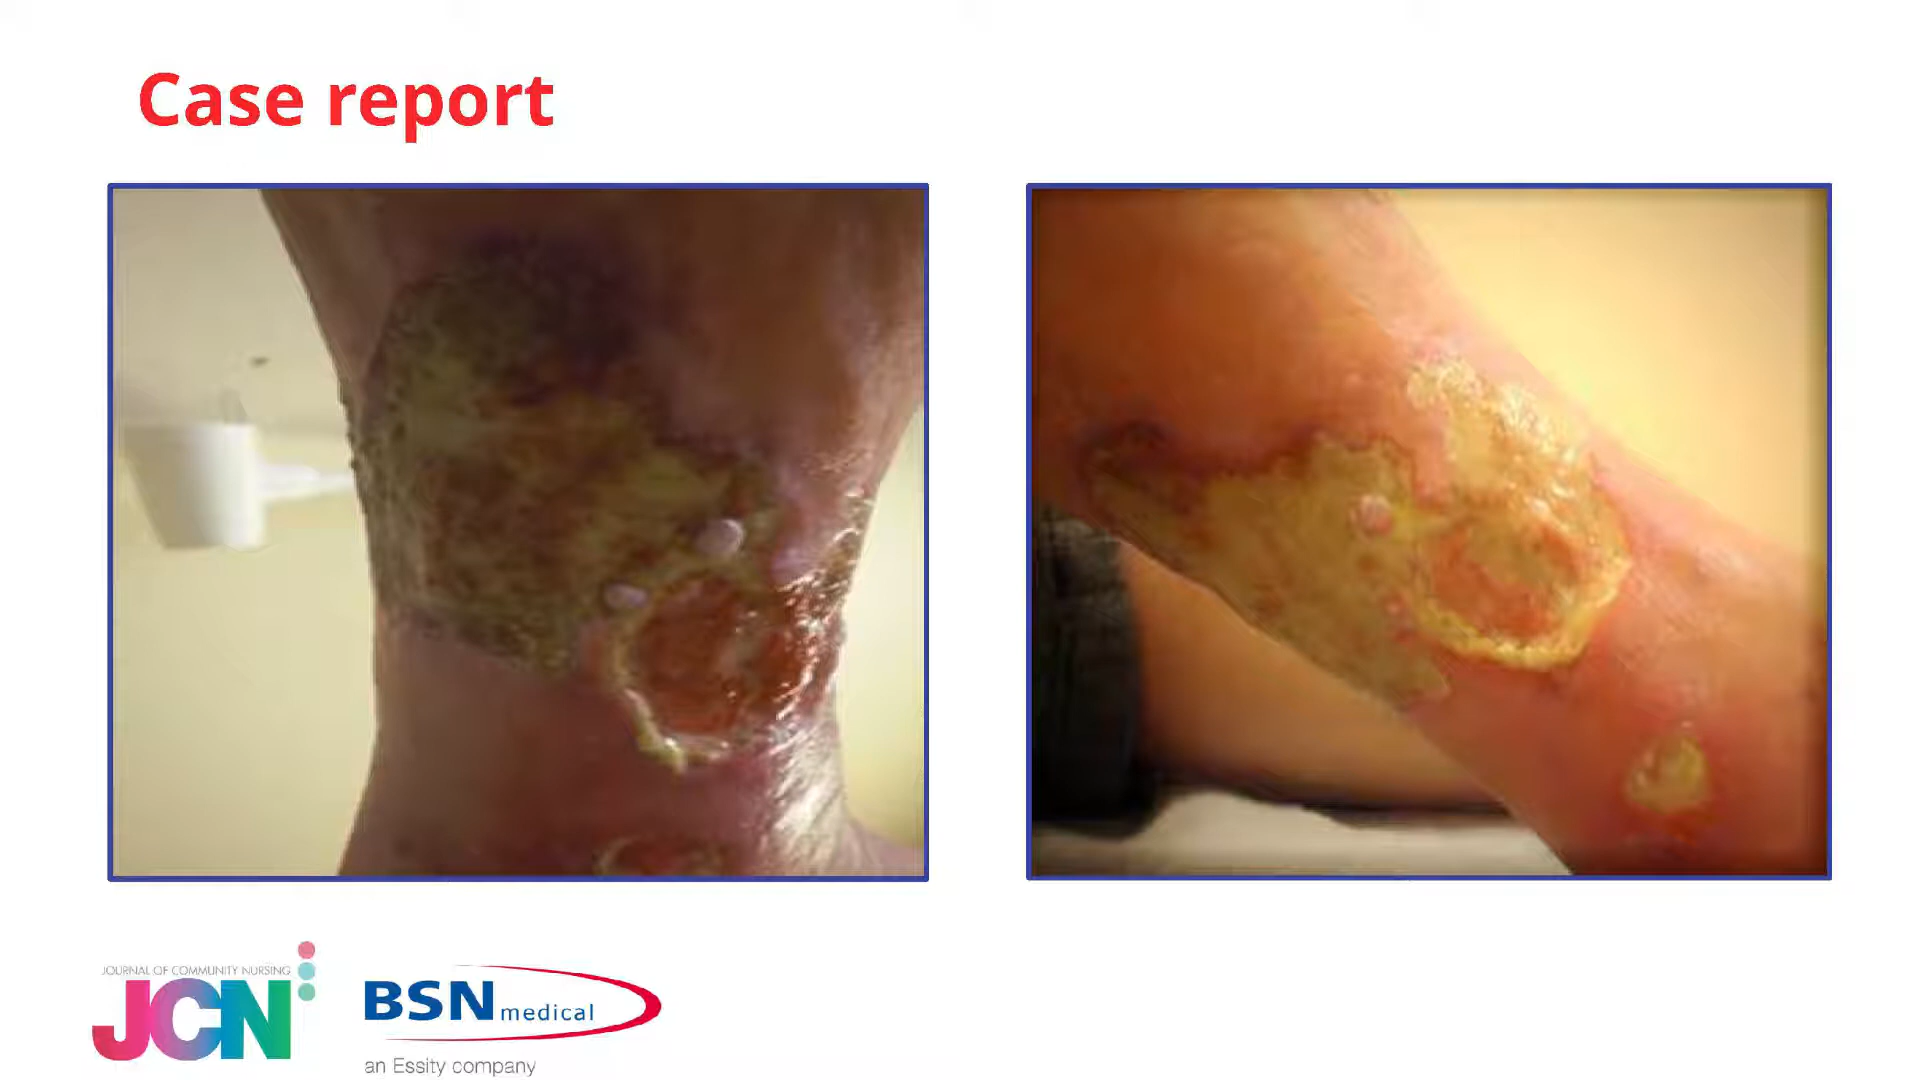 Case report
JOURNAL OF COMMUNITY NURSING
JCN
BSN medical
an Essity company